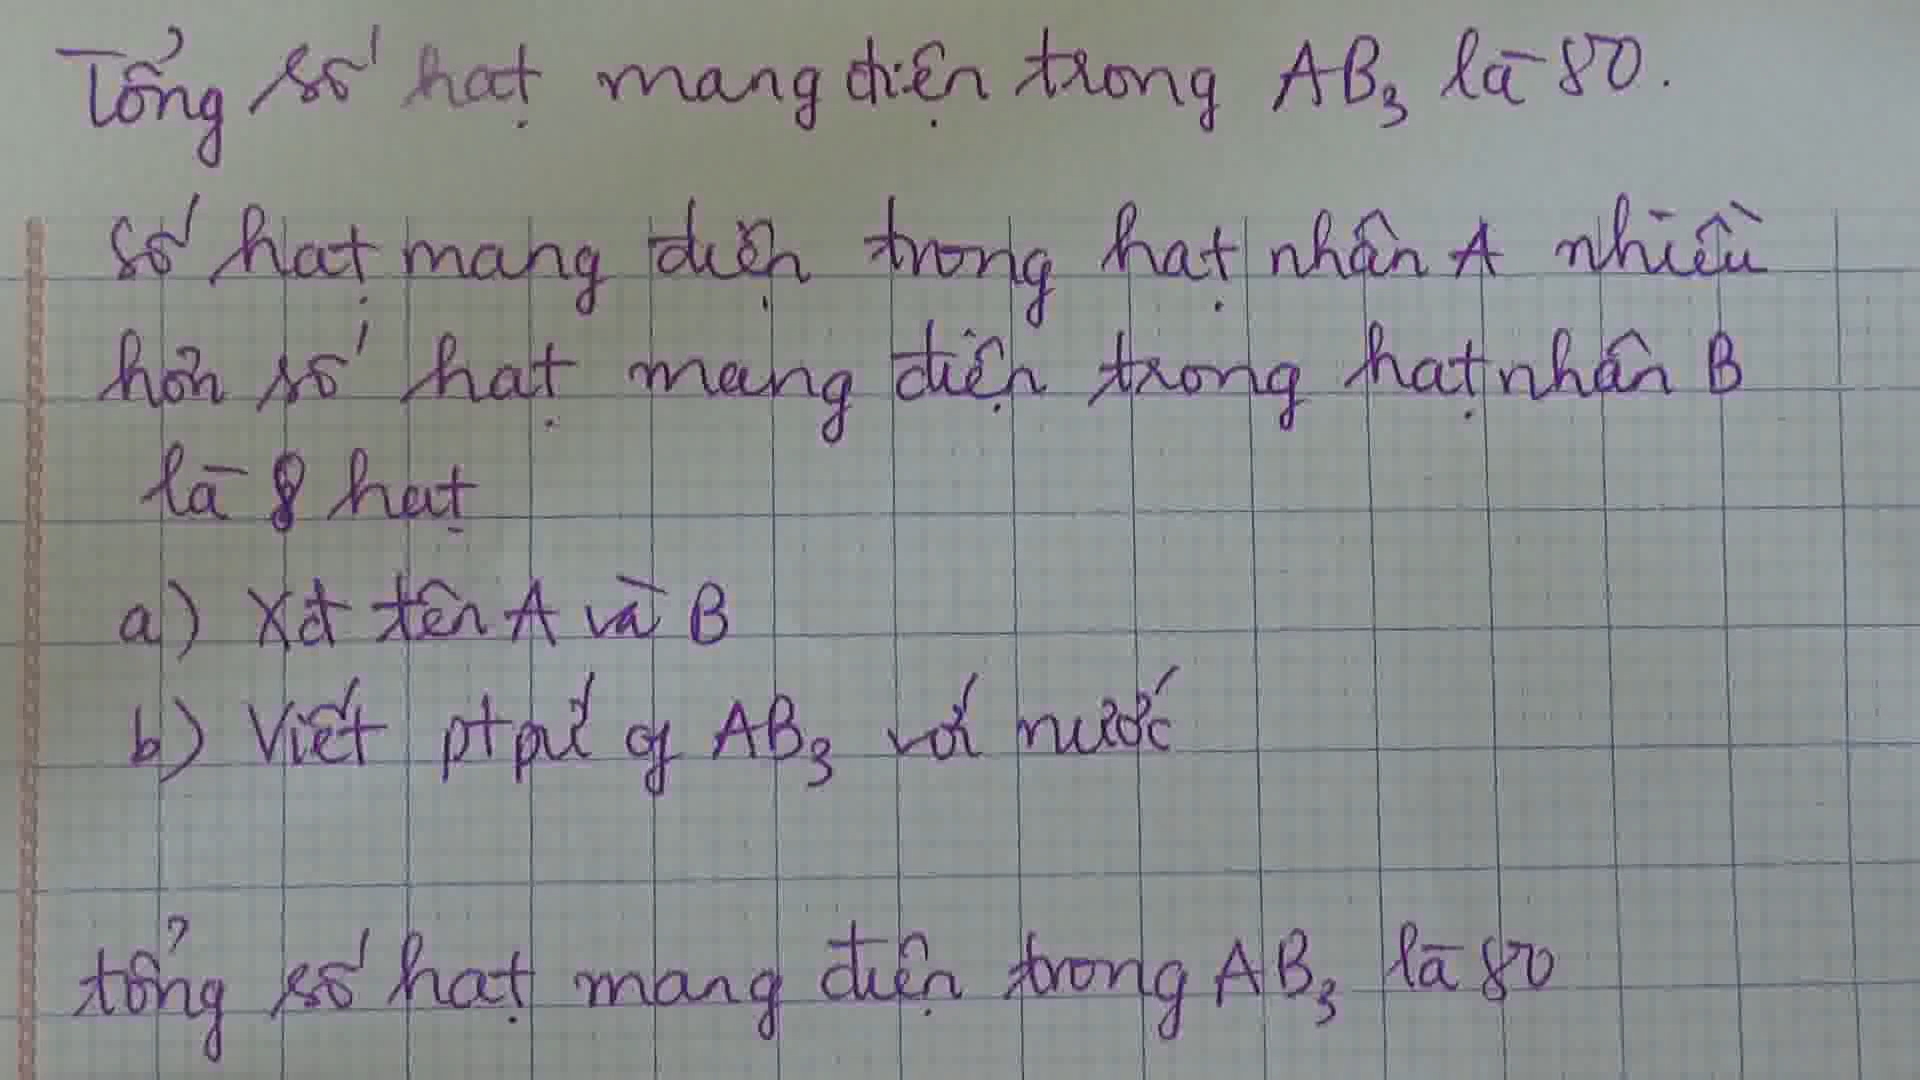 Tổng số hạt mang điện trong AB₃ là 80.
số hạt mang điện trong hạt nhân A nhiều
hơn số hạt mang điện trong hạt nhân B
là 8 hạt
a) Xđ tên A và B
b) Viết ptpứ of AB₃ với nước
tổng số hạt mang điện trong AB₃ là 80